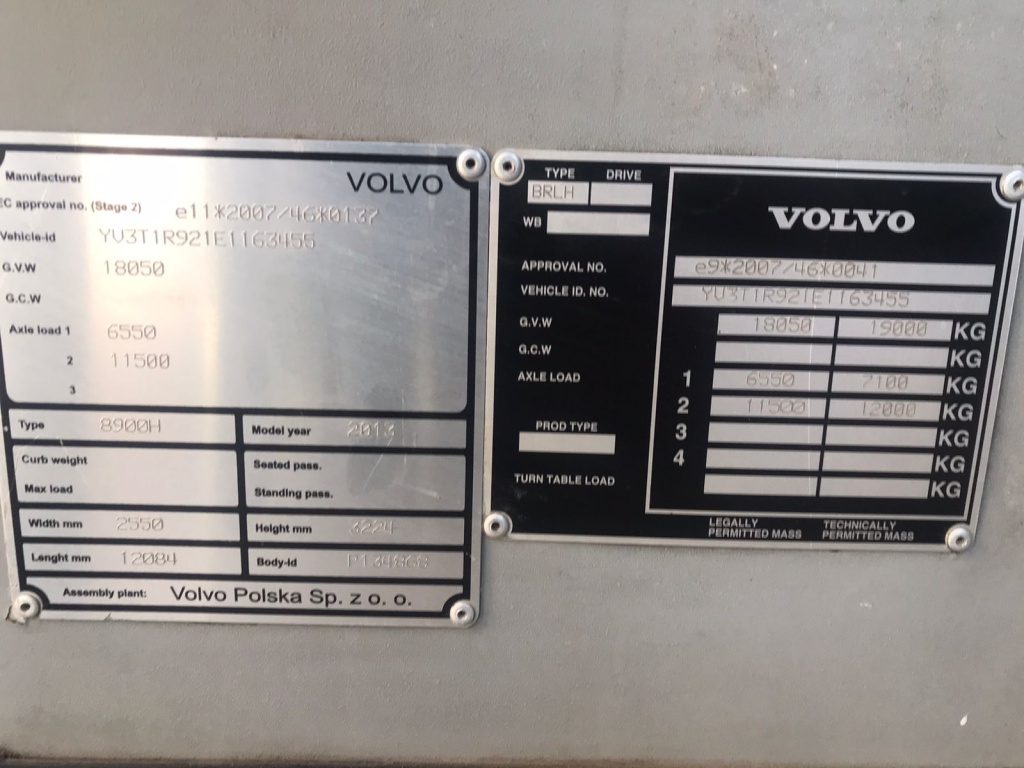 Manufacturer VOLVO
EC approval no. (Stage 2) e11*2007/46*0137
Vehicle-id YV3T1R921E1163455
G.V.W 18050
G.C.W
Axle load 1 6550
2 11500
3
Type 8900H Model year 2013
Curb weight Seated pass.
Max load Standing pass.
Width mm 2550 Height mm 3224
Lenght mm 12084 Body-id
Assembly plant: Volvo Polska Sp. z o. o.
TYPE DRIVE
BRLH
WB
VOLVO
APPROVAL NO. e9*2007/46*0041
VEHICLE ID. NO. YV3T1R921E1163455
G.V.W 18050 19000 KG
G.C.W KG
AXLE LOAD 1 6550 7100 KG
2 11500 12000 KG
3 KG
4 KG
PROD TYPE
TURN TABLE LOAD KG
LEGALLY PERMITTED MASS TECHNICALLY PERMITTED MASS